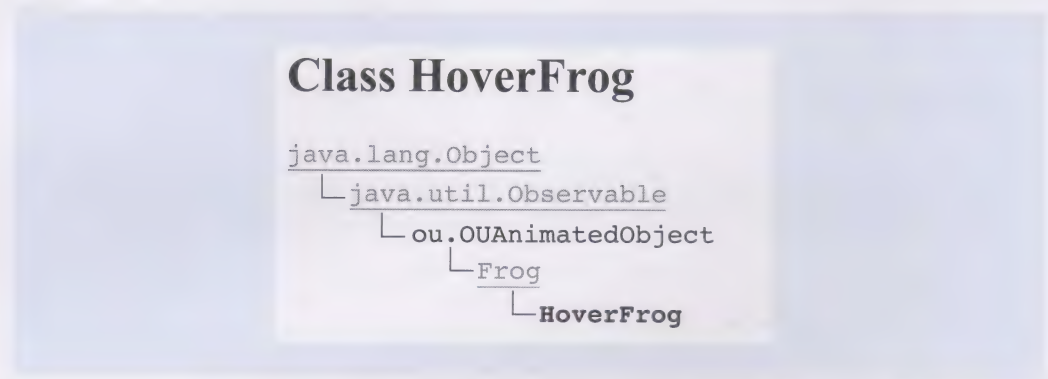 Class HoverFrog
java.lang.Object
java.util.Observable
ou.OUAnimatedObject
Frog
HoverFrog